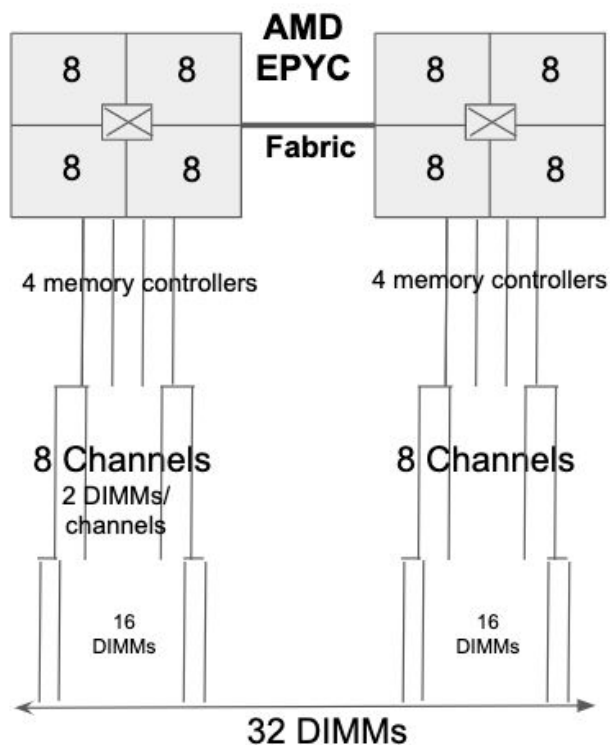 AMD
EPYC
8 8
8 8
8 8
8 8
Fabric
4 memory controllers
4 memory controllers
8 Channels
2 DIMMs/
channels
8 Channels
16
DIMMs
16
DIMMs
32 DIMMs